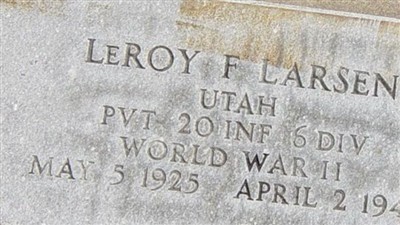 LEROY F LARSEN
UTAH
PVT 20 INF 6 DIV
WORLD WAR II
MAY 5 1925 APRIL 2 194